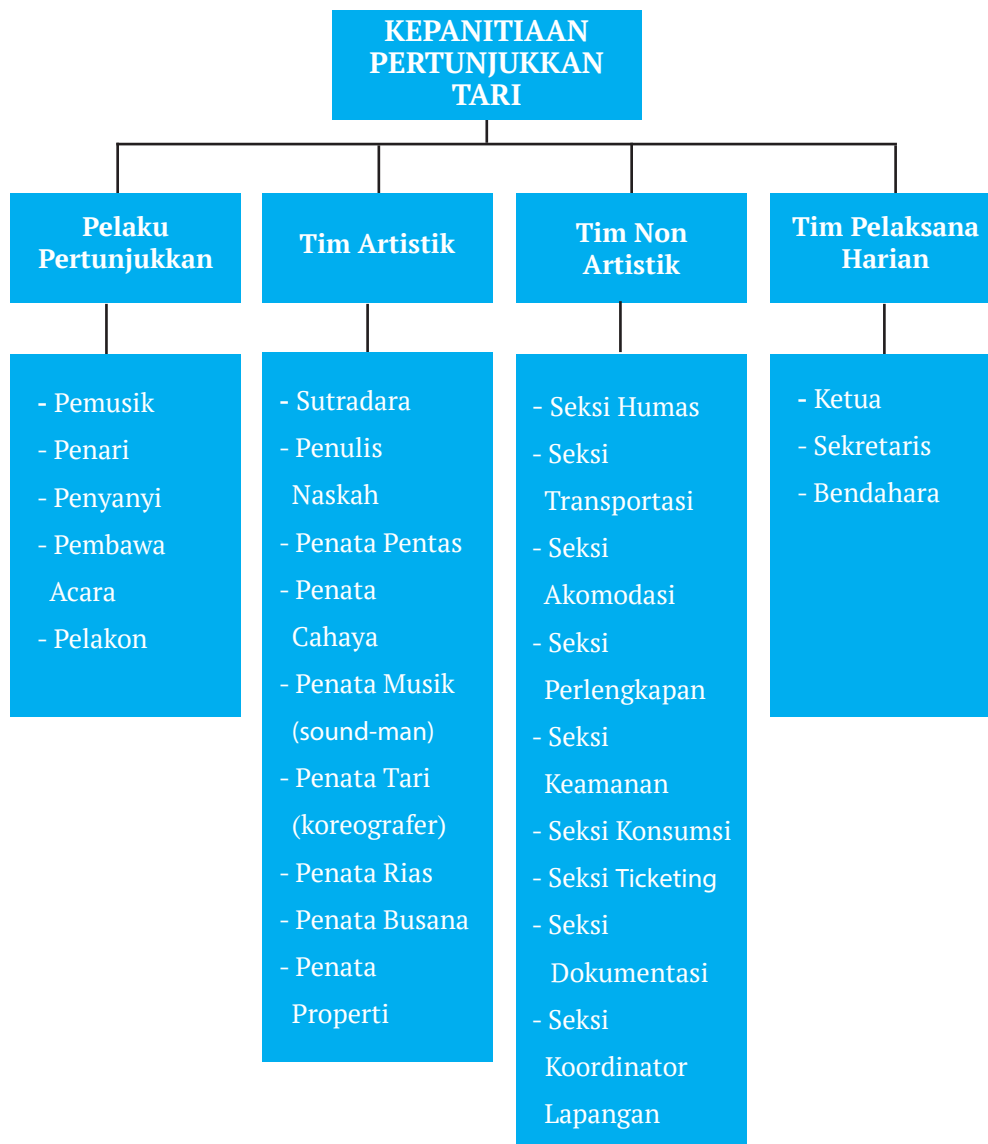 KEPANITIAAN
PERTUNJUKKAN
TARI
Pelaku
Pertunjukkan
- Pemusik
- Penari
- Penyanyi
- Pembawa
Acara
- Pelakon
Tim Artistik
- Sutradara
- Penulis
Naskah
- Penata Pentas
- Penata
Cahaya
- Penata Musik
(sound-man)
- Penata Tari
(koreografer)
- Penata Rias
- Penata Busana
- Penata
Properti
Tim Non
Artistik
- Seksi Humas
- Seksi
Transportasi
- Seksi
Akomodasi
- Seksi
Perlengkapan
- Seksi
Keamanan
- Seksi Konsumsi
- Seksi Ticketing
- Seksi
Dokumentasi
- Seksi
Koordinator
Lapangan
Tim Pelaksana
Harian
- Ketua
- Sekretaris
- Bendahara